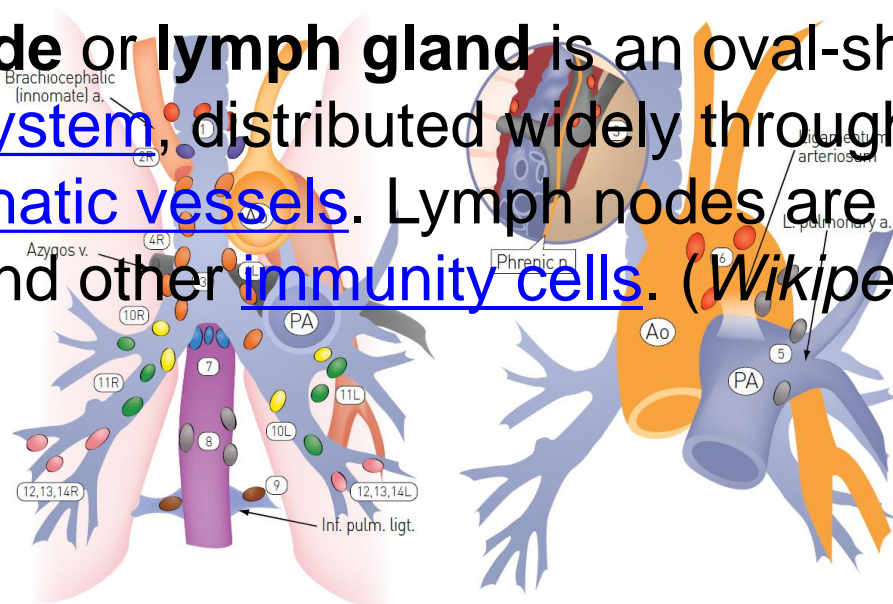 de or lymph gland is an oval-sh
ystem, distributed widely through
natic vessels. Lymph nodes are
nd other immunity cells. (Wikipe
Brachiocephalic
(innomate) a.
1
2R
4R
Azygos v.
3
PA
10R
7
11R
11L
8
10L
9
12,13,14R
12,13,14L
Inf. pulm. ligt.
3
Ligamentum
arteriosum
L. pulmonary a.
Phrenic n.
6
Ao
5
PA